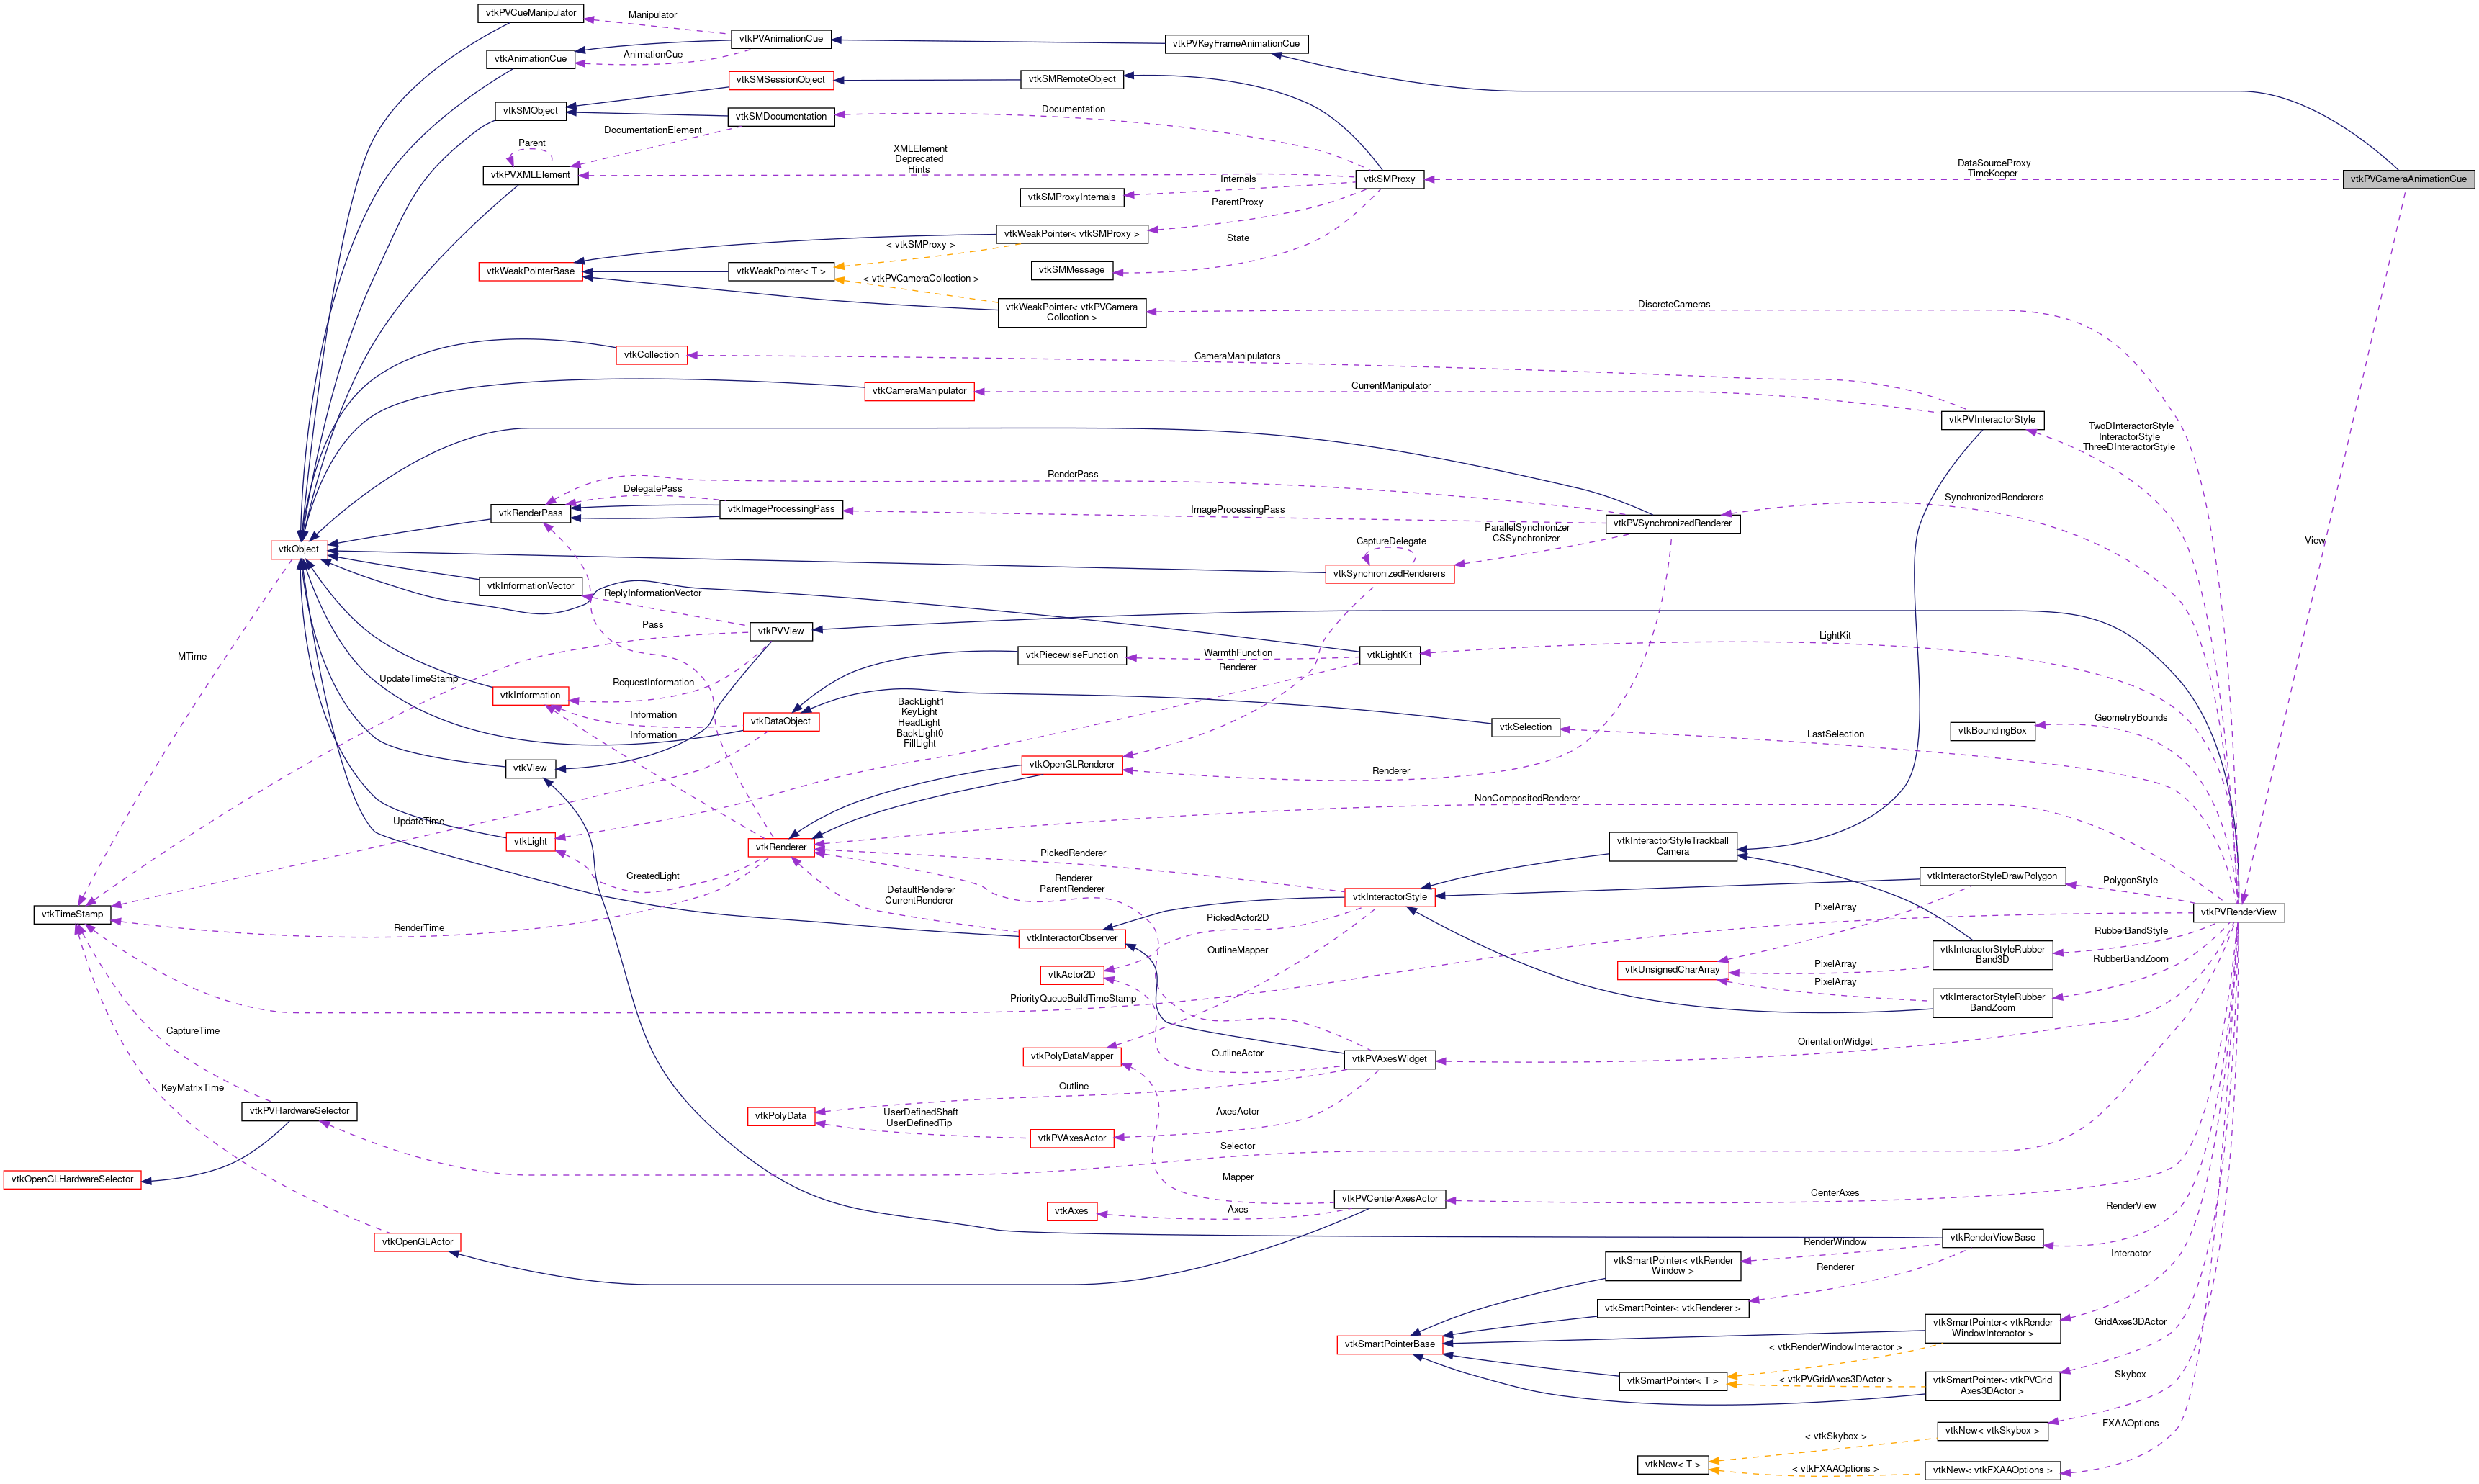 vtkPVCueManipulator
Manipulator
vtkPVAnimationCue
vtkPVKeyFrameAnimationCue
vtkAnimationCue
AnimationCue
vtkSMSessionObject
vtkSMRemoteObject
vtkSMObject
vtkSMDocumentation
Documentation
DocumentationElement
Parent
vtkPVXMLElement
XMLElement
Deprecated
Hints
vtkSMProxy
DataSourceProxy
TimeKeeper
vtkPVCameraAnimationCue
Internals
vtkSMProxyInternals
ParentProxy
vtkWeakPointer< vtkSMProxy >
State
< vtkSMProxy >
vtkWeakPointerBase
vtkWeakPointer< T >
vtkSMMessage
< vtkPVCameraCollection >
vtkWeakPointer< vtkPVCamera
Collection >
DiscreteCameras
vtkCollection
CameraManipulators
vtkCameraManipulator
CurrentManipulator
vtkPVInteractorStyle
TwoDInteractorStyle
InteractorStyle
ThreeDInteractorStyle
RenderPass
DelegatePass
vtkRenderPass
vtkImageProcessingPass
ImageProcessingPass
vtkPVSynchronizedRenderer
SynchronizedRenderers
ParallelSynchronizer
CSSynchronizer
CaptureDelegate
vtkSynchronizedRenderers
View
vtkObject
vtkInformationVector
ReplyInformationVector
Pass
vtkPVView
LightKit
MTime
vtkPiecewiseFunction
WarmthFunction
vtkLightKit
Renderer
UpdateTimeStamp
RequestInformation
vtkInformation
Information
vtkDataObject
Information
BackLight1
KeyLight
HeadLight
BackLight0
FillLight
vtkSelection
LastSelection
vtkBoundingBox
GeometryBounds
vtkView
vtkOpenGLRenderer
Renderer
NonCompositedRenderer
UpdateTime
vtkLight
vtkRenderer
PickedRenderer
vtkInteractorStyleTrackball
Camera
CreatedLight
Renderer
ParentRenderer
DefaultRenderer
CurrentRenderer
vtkInteractorStyle
vtkInteractorStyleDrawPolygon
PolygonStyle
vtkTimeStamp
RenderTime
PickedActor2D
PixelArray
vtkPVRenderView
vtkInteractorObserver
OutlineMapper
RubberBandStyle
vtkInteractorStyleRubber
Band3D
vtkActor2D
vtkUnsignedCharArray
PixelArray
RubberBandZoom
PixelArray
PriorityQueueBuildTimeStamp
vtkInteractorStyleRubber
BandZoom
CaptureTime
vtkPolyDataMapper
OutlineActor
vtkPVAxesWidget
OrientationWidget
KeyMatrixTime
Outline
vtkPVHardwareSelector
vtkPolyData
UserDefinedShaft
UserDefinedTip
AxesActor
vtkPVAxesActor
Selector
vtkOpenGLHardwareSelector
Mapper
vtkPVCenterAxesActor
CenterAxes
vtkAxes
Axes
RenderView
vtkOpenGLActor
vtkRenderViewBase
RenderWindow
Interactor
vtkSmartPointer< vtkRender
Window >
Renderer
vtkSmartPointer< vtkRenderer >
GridAxes3DActor
vtkSmartPointer< vtkRender
WindowInteractor >
vtkSmartPointerBase
< vtkRenderWindowInteractor >
vtkSmartPointer< T >
< vtkPVGridAxes3DActor >
vtkSmartPointer< vtkPVGrid
Axes3DActor >
Skybox
FXAAOptions
vtkNew< vtkSkybox >
< vtkSkybox >
vtkNew< T >
< vtkFXAAOptions >
vtkNew< vtkFXAAOptions >